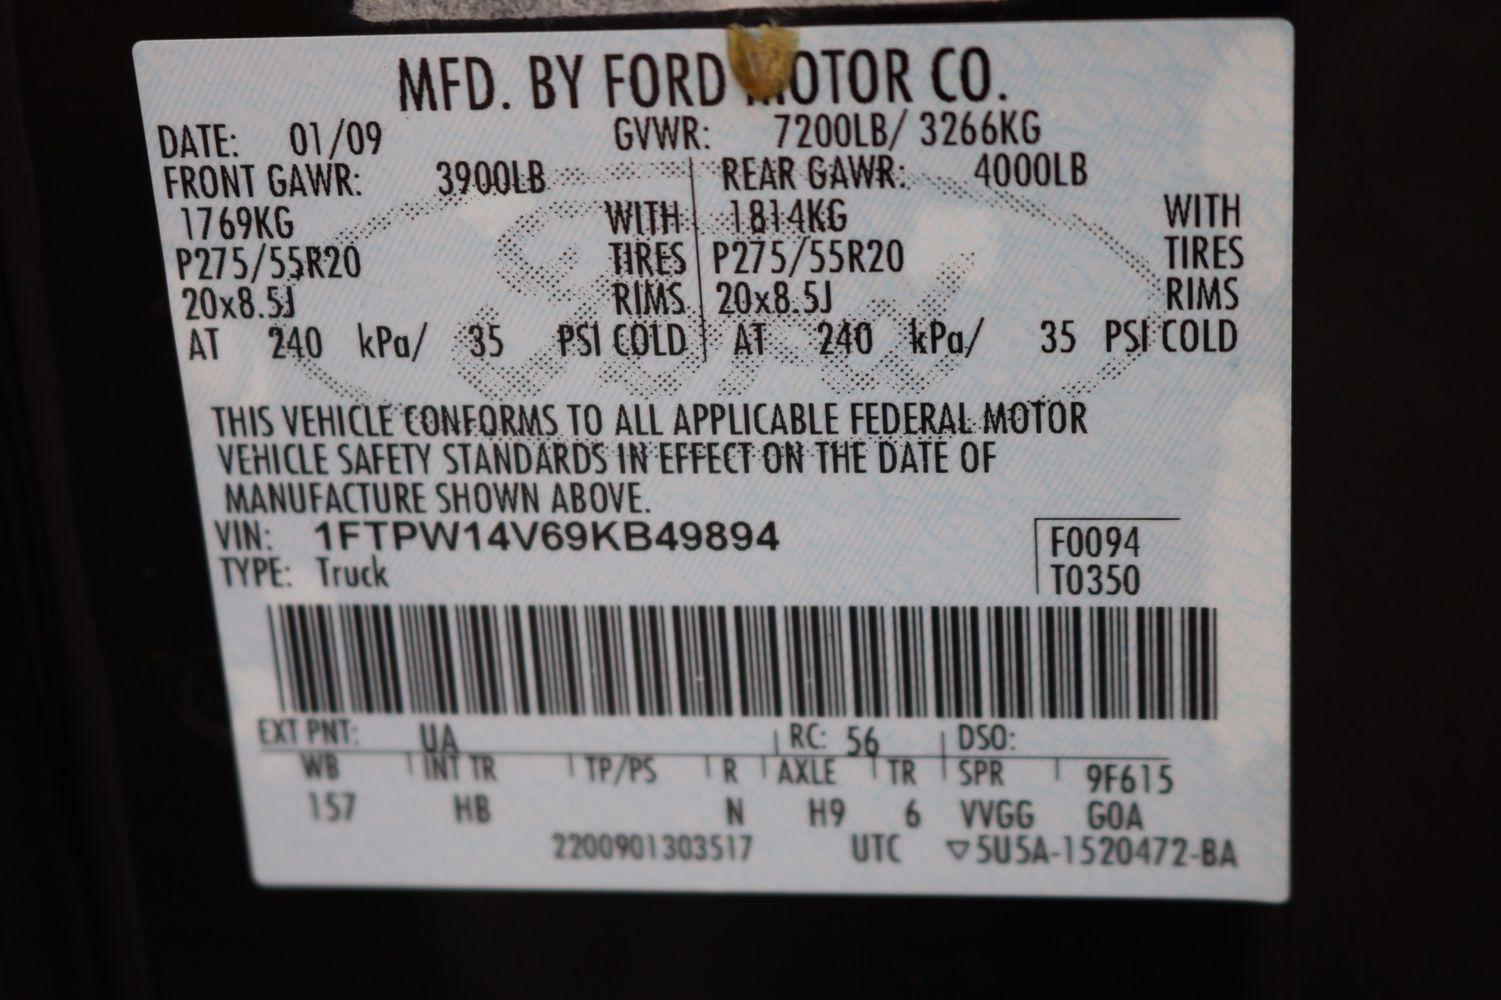 MFD. BY FORD MOTOR CO.
DATE: 01/09 GVWR: 7200LB/ 3266KG
FRONT GAWR: 3900LB REAR GAWR: 4000LB
1769KG WITH 1814KG WITH
P275/55R20 TIRES P275/55R20 TIRES
20x8.5J RIMS 20x8.5J RIMS
AT 240 kPa/ 35 PSI COLD AT 240 kPa/ 35 PSI COLD
THIS VEHICLE CONFORMS TO ALL APPLICABLE FEDERAL MOTOR
VEHICLE SAFETY STANDARDS IN EFFECT ON THE DATE OF
MANUFACTURE SHOWN ABOVE.
VIN: 1FTPW14V69KB49894 F0094
TYPE: Truck T0350
EXT PNT: UA RC: 56 DSO:
WB INT TR TP/PS R AXLE TR SPR 9F615
157 HB N H9 6 VVGG GOA
2200901303517 UTC ▽5U5A-1520472-BA